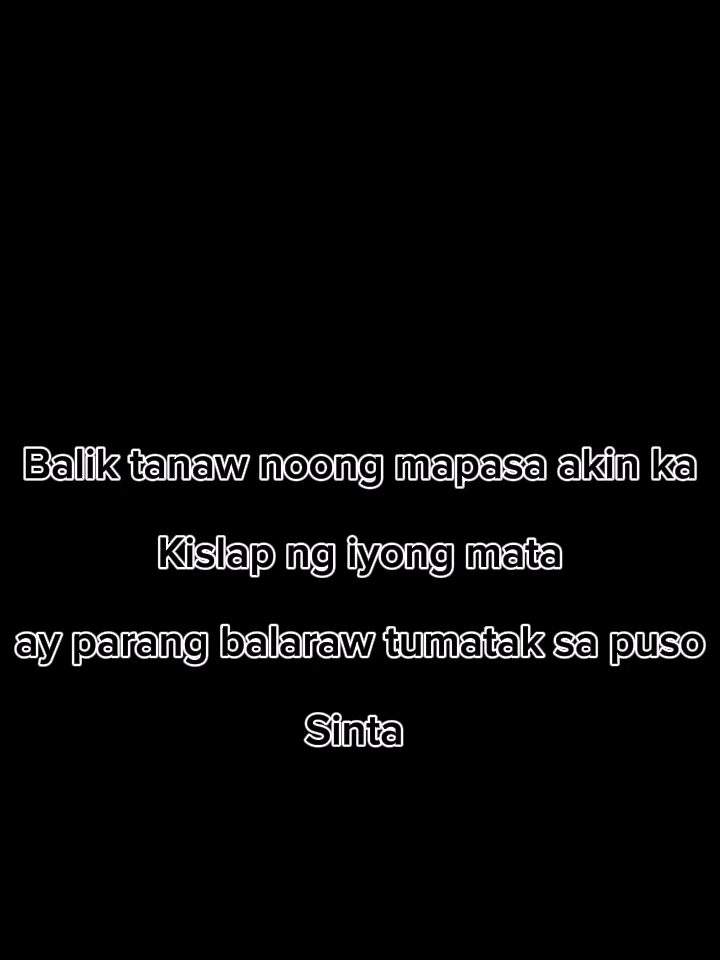 Balik tanaw noong mapasa akin ka
Kislap ng iyong mata
ay parang balaraw tumatak sa puso
Sinta